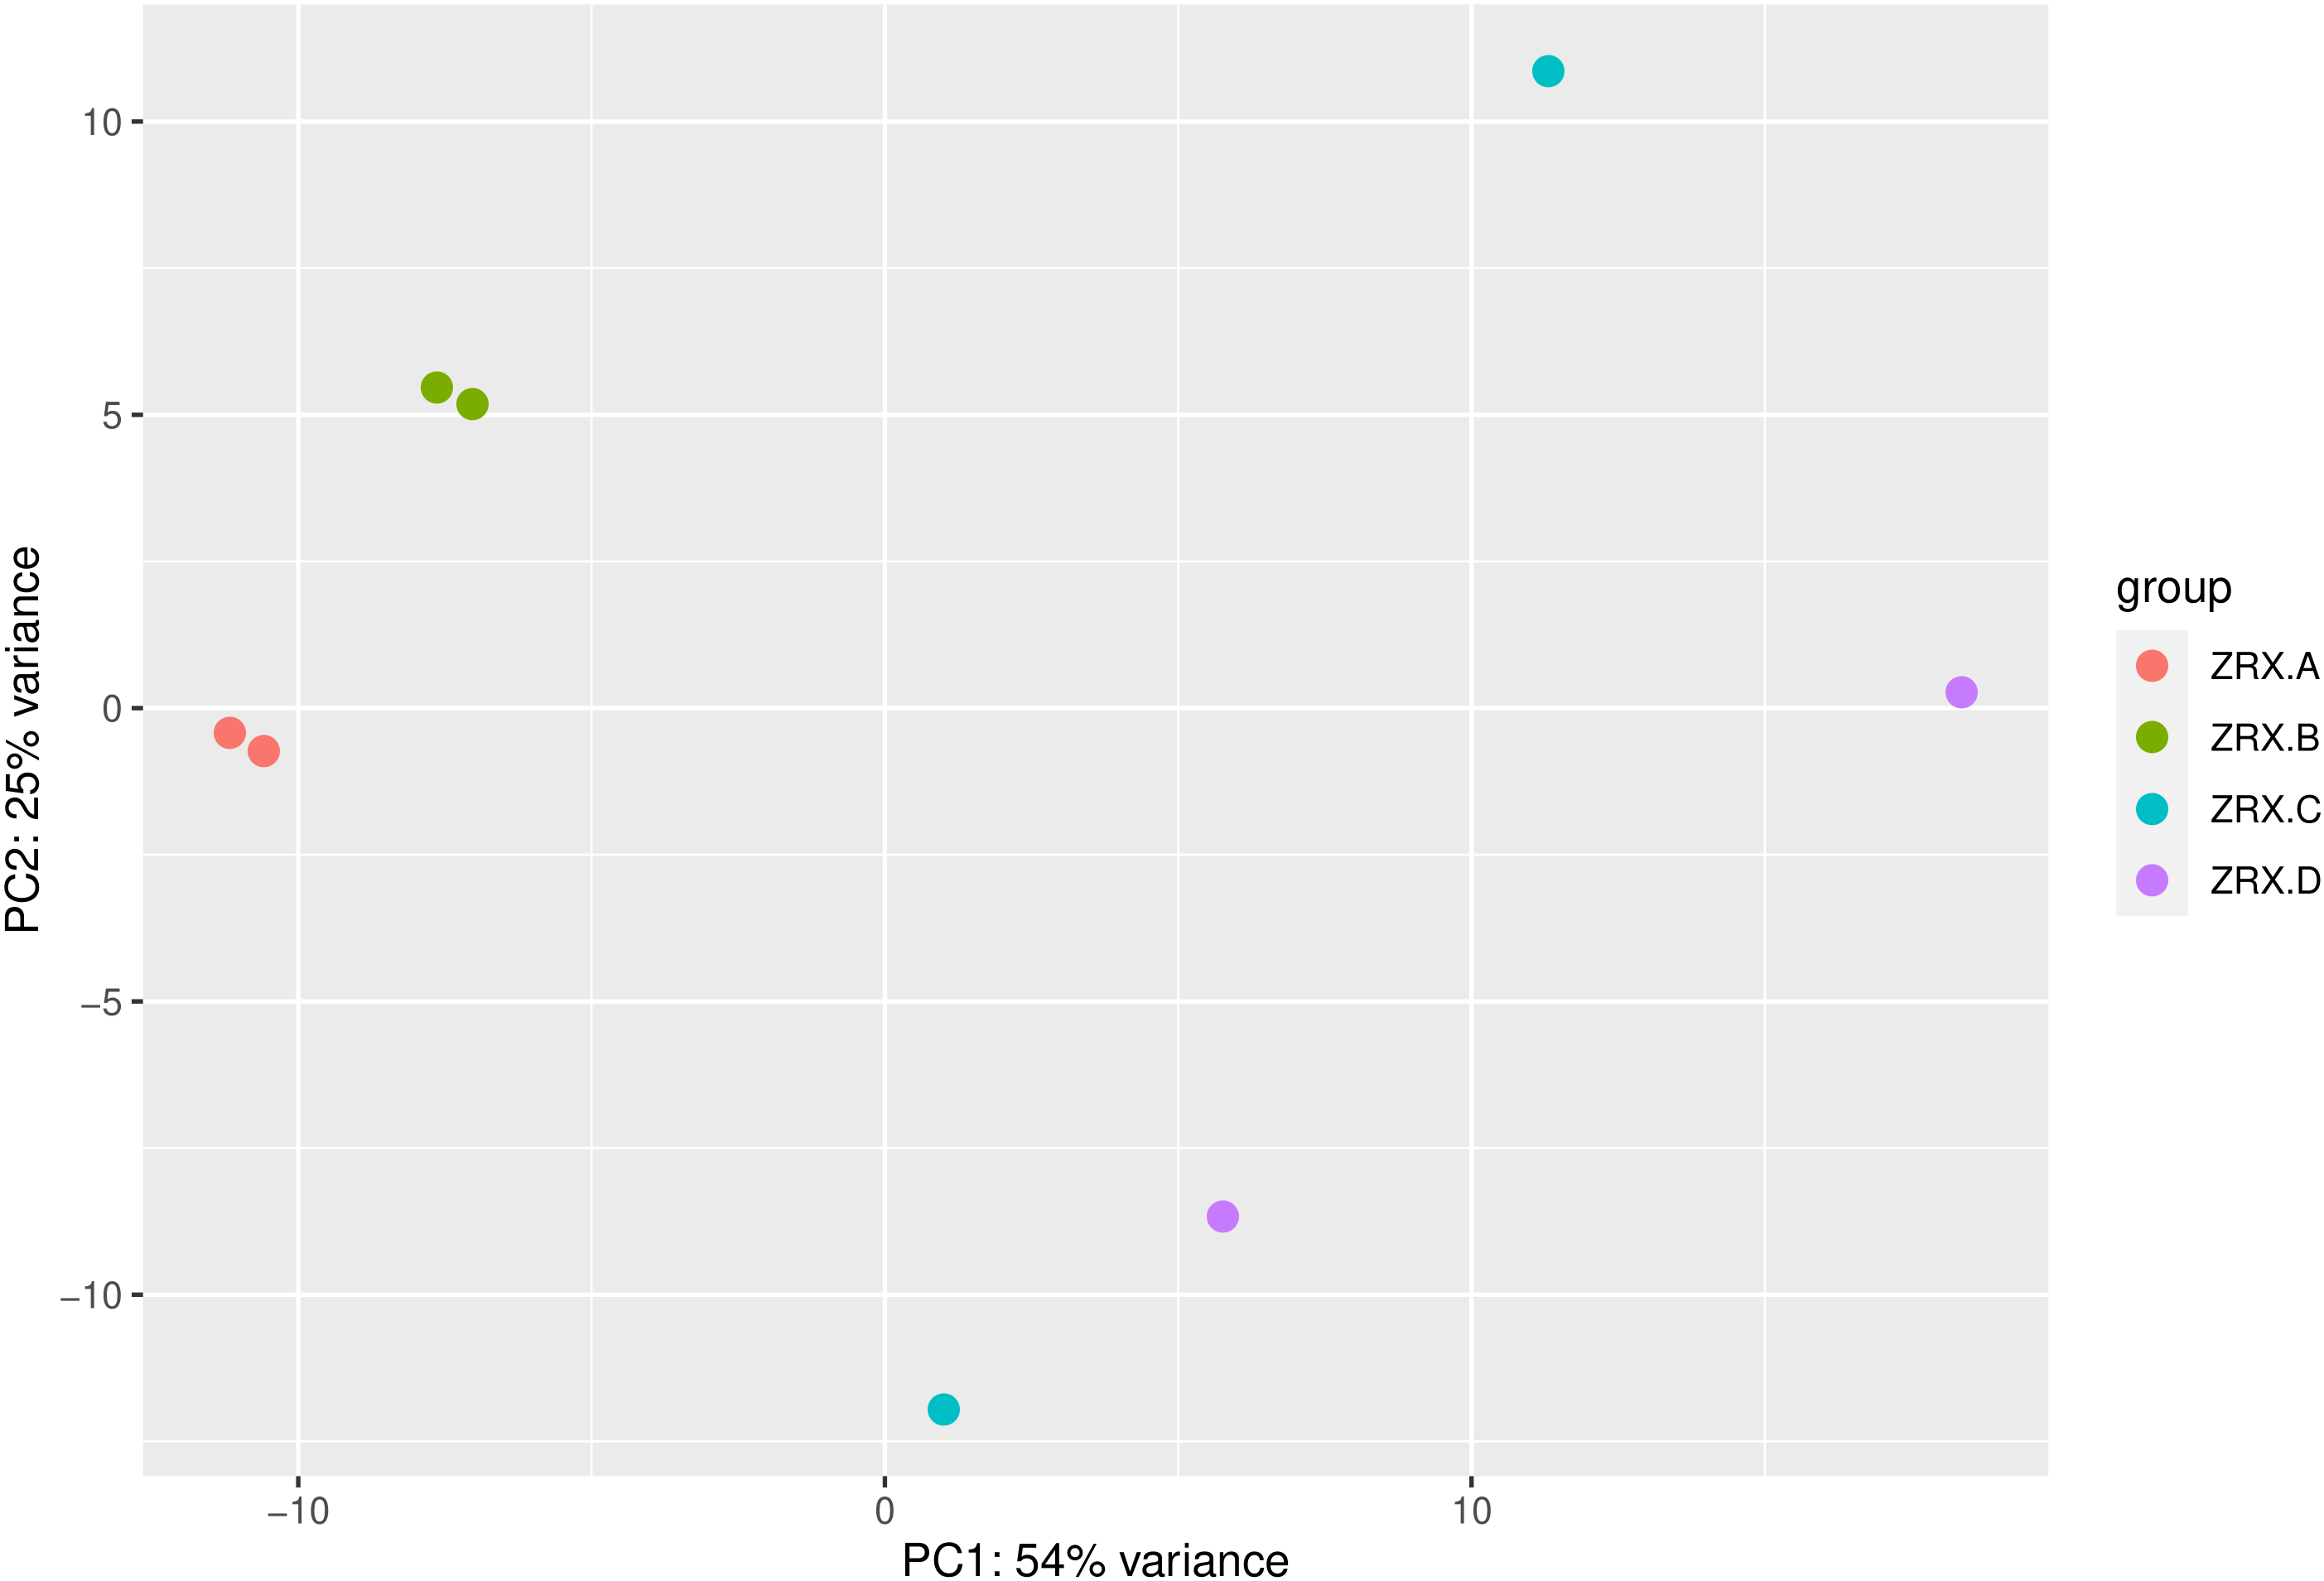 10
5
0
−5
−10
PC2: 25% variance
−10
0
10
PC1: 54% variance
group
ZRX.A
ZRX.B
ZRX.C
ZRX.D